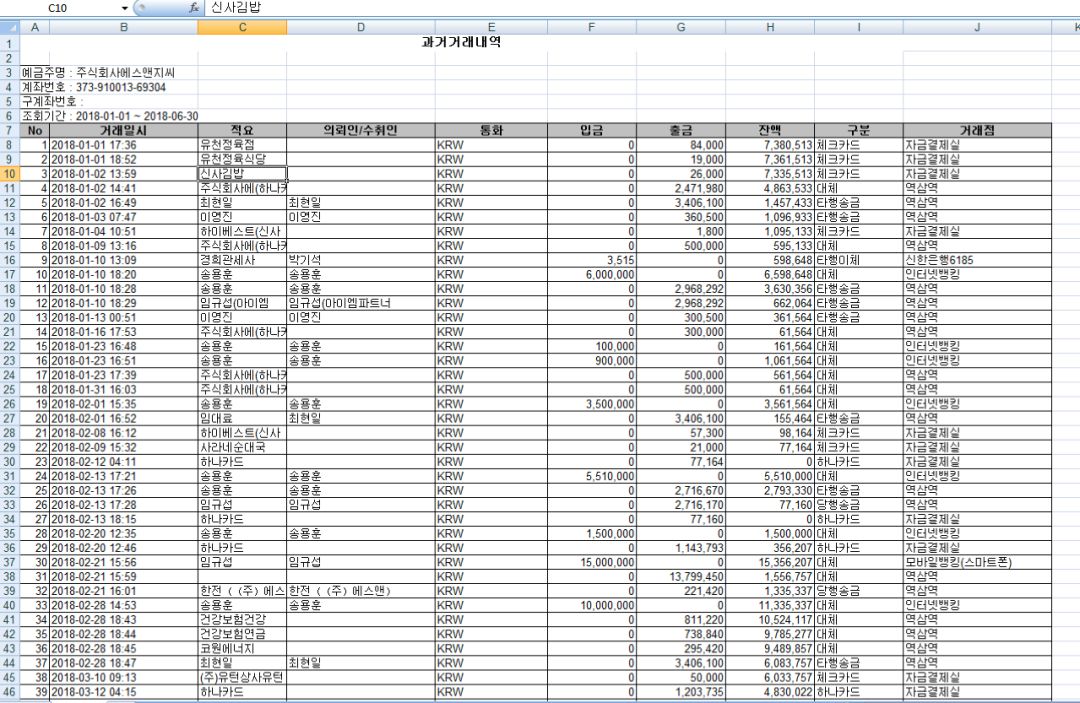 C10 fx 신사김밥
A B C D E F G H I J K
1 과거거래내역
2
3 예금주명 : 주식회사에스앤지씨
4 계좌번호 : 373-910013-69304
5 구계좌번호 :
6 조회기간 : 2018-01-01 ~ 2018-06-30
7 No 거래일시 적요 의뢰인/수취인 통화 입금 출금 잔액 구분 거래점
8 1 2018-01-01 17:36 유천정육점 KRW 0 84,000 7,380,513 체크카드 자금결제실
9 2 2018-01-01 18:52 유천정육식당 KRW 0 19,000 7,361,513 체크카드 자금결제실
10 3 2018-01-02 13:59 신사김밥 KRW 0 26,000 7,335,513 체크카드 자금결제실
11 4 2018-01-02 14:41 주식회사에(하나카 KRW 0 2,471,980 4,863,533 대체 역삼역
12 5 2018-01-02 16:49 최현일 최현일 KRW 0 3,406,100 1,457,433 타행송금 역삼역
13 6 2018-01-03 07:47 이영진 이영진 KRW 0 360,500 1,096,933 타행송금 역삼역
14 7 2018-01-04 10:51 하이베스트(신사 KRW 0 1,800 1,095,133 체크카드 자금결제실
15 8 2018-01-09 13:16 주식회사에(하나카 KRW 0 500,000 595,133 대체 역삼역
16 9 2018-01-10 13:09 경희관세사 박기석 KRW 3,515 0 598,648 타행이체 신한은행6185
17 10 2018-01-10 18:20 송용훈 송용훈 KRW 6,000,000 0 6,598,648 대체 인터넷뱅킹
18 11 2018-01-10 18:28 송용훈 송용훈 KRW 0 2,968,292 3,630,356 타행송금 역삼역
19 12 2018-01-10 18:29 임규섭(아이엠 임규섭(아이엠파트너 KRW 0 2,968,292 662,064 타행송금 역삼역
20 13 2018-01-13 00:51 이영진 이영진 KRW 0 300,500 361,564 타행송금 역삼역
21 14 2018-01-16 17:53 주식회사에(하나카 KRW 0 300,000 61,564 대체 역삼역
22 15 2018-01-23 16:48 송용훈 송용훈 KRW 100,000 0 161,564 대체 인터넷뱅킹
23 16 2018-01-23 16:51 송용훈 송용훈 KRW 900,000 0 1,061,564 대체 인터넷뱅킹
24 17 2018-01-23 17:39 주식회사에(하나카 KRW 0 500,000 561,564 대체 역삼역
25 18 2018-01-31 16:03 주식회사에(하나카 KRW 0 500,000 61,564 대체 역삼역
26 19 2018-02-01 15:35 송용훈 송용훈 KRW 3,500,000 0 3,561,564 대체 인터넷뱅킹
27 20 2018-02-01 16:52 임대료 최현일 KRW 0 3,406,100 155,464 타행송금 역삼역
28 21 2018-02-08 16:12 하이베스트(신사 KRW 0 57,300 98,164 체크카드 자금결제실
29 22 2018-02-09 15:32 사라네순대국 KRW 0 21,000 77,164 체크카드 자금결제실
30 23 2018-02-12 04:11 하나카드 KRW 0 77,164 0 하나카드 자금결제실
31 24 2018-02-13 17:21 송용훈 송용훈 KRW 5,510,000 0 5,510,000 대체 인터넷뱅킹
32 25 2018-02-13 17:26 송용훈 송용훈 KRW 0 2,716,670 2,793,330 타행송금 역삼역
33 26 2018-02-13 17:28 임규섭 임규섭 KRW 0 2,716,170 77,160 당행송금 역삼역
34 27 2018-02-13 18:15 하나카드 KRW 0 77,160 0 하나카드 자금결제실
35 28 2018-02-20 12:35 송용훈 송용훈 KRW 1,500,000 0 1,500,000 대체 인터넷뱅킹
36 29 2018-02-20 12:46 하나카드 KRW 0 1,143,793 356,207 하나카드 자금결제실
37 30 2018-02-21 15:56 임규섭 임규섭 KRW 15,000,000 0 15,356,207 대체 모바일뱅킹(스마트폰)
38 31 2018-02-21 15:59 KRW 0 13,799,450 1,556,757 대체 역삼역
39 32 2018-02-21 16:01 한전 ( (주) 에스 한전 ( (주) 에스앤) KRW 0 221,420 1,335,337 당행송금 역삼역
40 33 2018-02-28 14:53 송용훈 송용훈 KRW 10,000,000 0 11,335,337 대체 인터넷뱅킹
41 34 2018-02-28 18:43 건강보험건강 KRW 0 811,220 10,524,117 대체 역삼역
42 35 2018-02-28 18:44 건강보험연금 KRW 0 738,840 9,785,277 대체 역삼역
43 36 2018-02-28 18:45 코원에너지 KRW 0 295,420 9,489,857 대체 역삼역
44 37 2018-02-28 18:47 최현일 최현일 KRW 0 3,406,100 6,083,757 타행송금 역삼역
45 38 2018-03-10 09:13 (주)유턴상사유턴 KRW 0 50,000 6,033,757 체크카드 자금결제실
46 39 2018-03-12 04:15 하나카드 KRW 0 1,203,735 4,830,022 하나카드 자금결제실